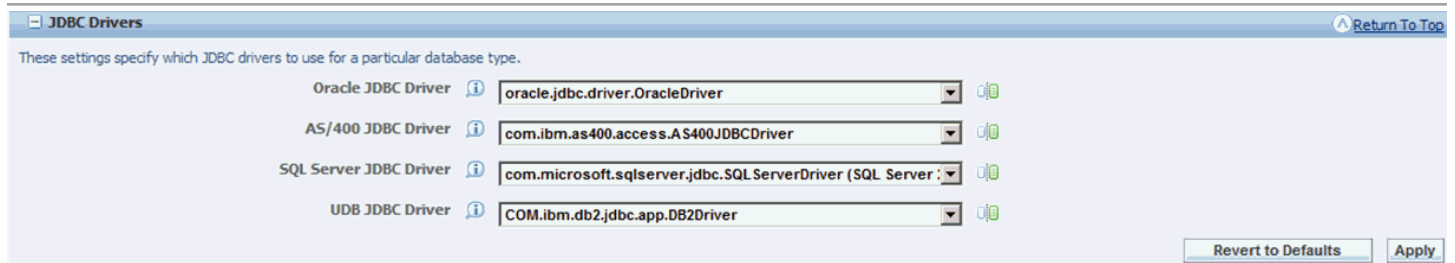 JDBC Drivers Return To Top
These settings specify which JDBC drivers to use for a particular database type.
Oracle JDBC Driver oracle.jdbc.driver.OracleDriver
AS/400 JDBC Driver com.ibm.as400.access.AS400JDBCDriver
SQL Server JDBC Driver com.microsoft.sqlserver.jdbc.SQLServerDriver (SQL Server
UDB JDBC Driver COM.ibm.db2.jdbc.app.DB2Driver
Revert to Defaults Apply